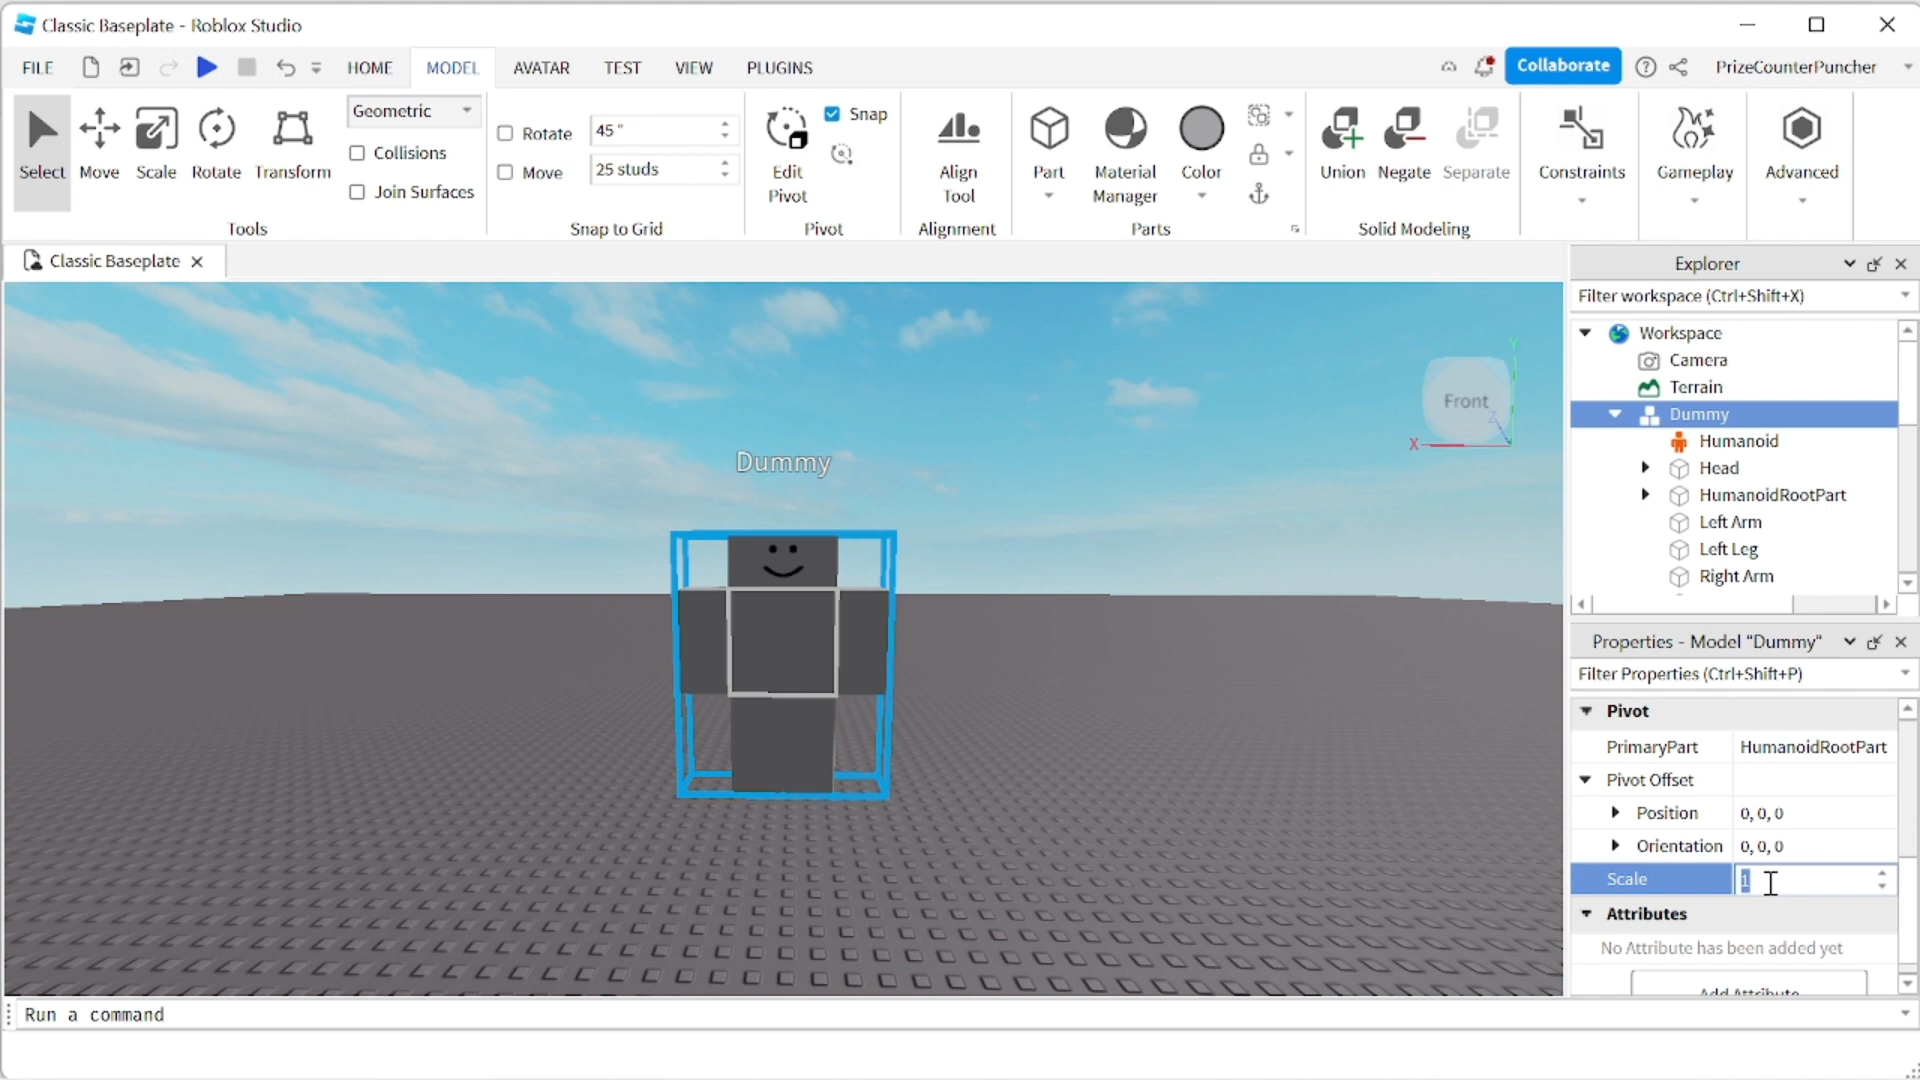 Classic Baseplate - Roblox Studio
FILE HOME MODEL AVATAR TEST VIEW PLUGINS Collaborate PrizeCounterPuncher
Select Move Scale Rotate Transform
Geometric
Collisions
Join Surfaces
Tools
Rotate 45 °
Move 25 studs
Snap to Grid
Edit Pivot
Snap
Pivot
Align Tool
Alignment
Part
Material Manager
Color
Parts
Union Negate Separate
Solid Modeling
Constraints
Gameplay
Advanced
Classic Baseplate
Dummy
Front
X
Y
Z
Explorer
Filter workspace (Ctrl+Shift+X)
Workspace
Camera
Terrain
Dummy
Humanoid
Head
HumanoidRootPart
Left Arm
Left Leg
Right Arm
Properties - Model "Dummy"
Filter Properties (Ctrl+Shift+P)
Pivot
PrimaryPart HumanoidRootPart
Pivot Offset
Position 0, 0, 0
Orientation 0, 0, 0
Scale 1
Attributes
No Attribute has been added yet
Add Attribute
Run a command